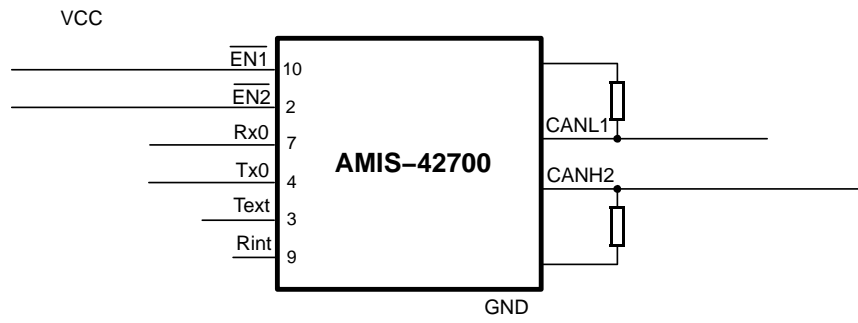 VCC
EN1
10
EN2
2
Rx0
7
CANL1
AMIS−42700
Tx0
4
CANH2
Text
3
Rint
9
GND